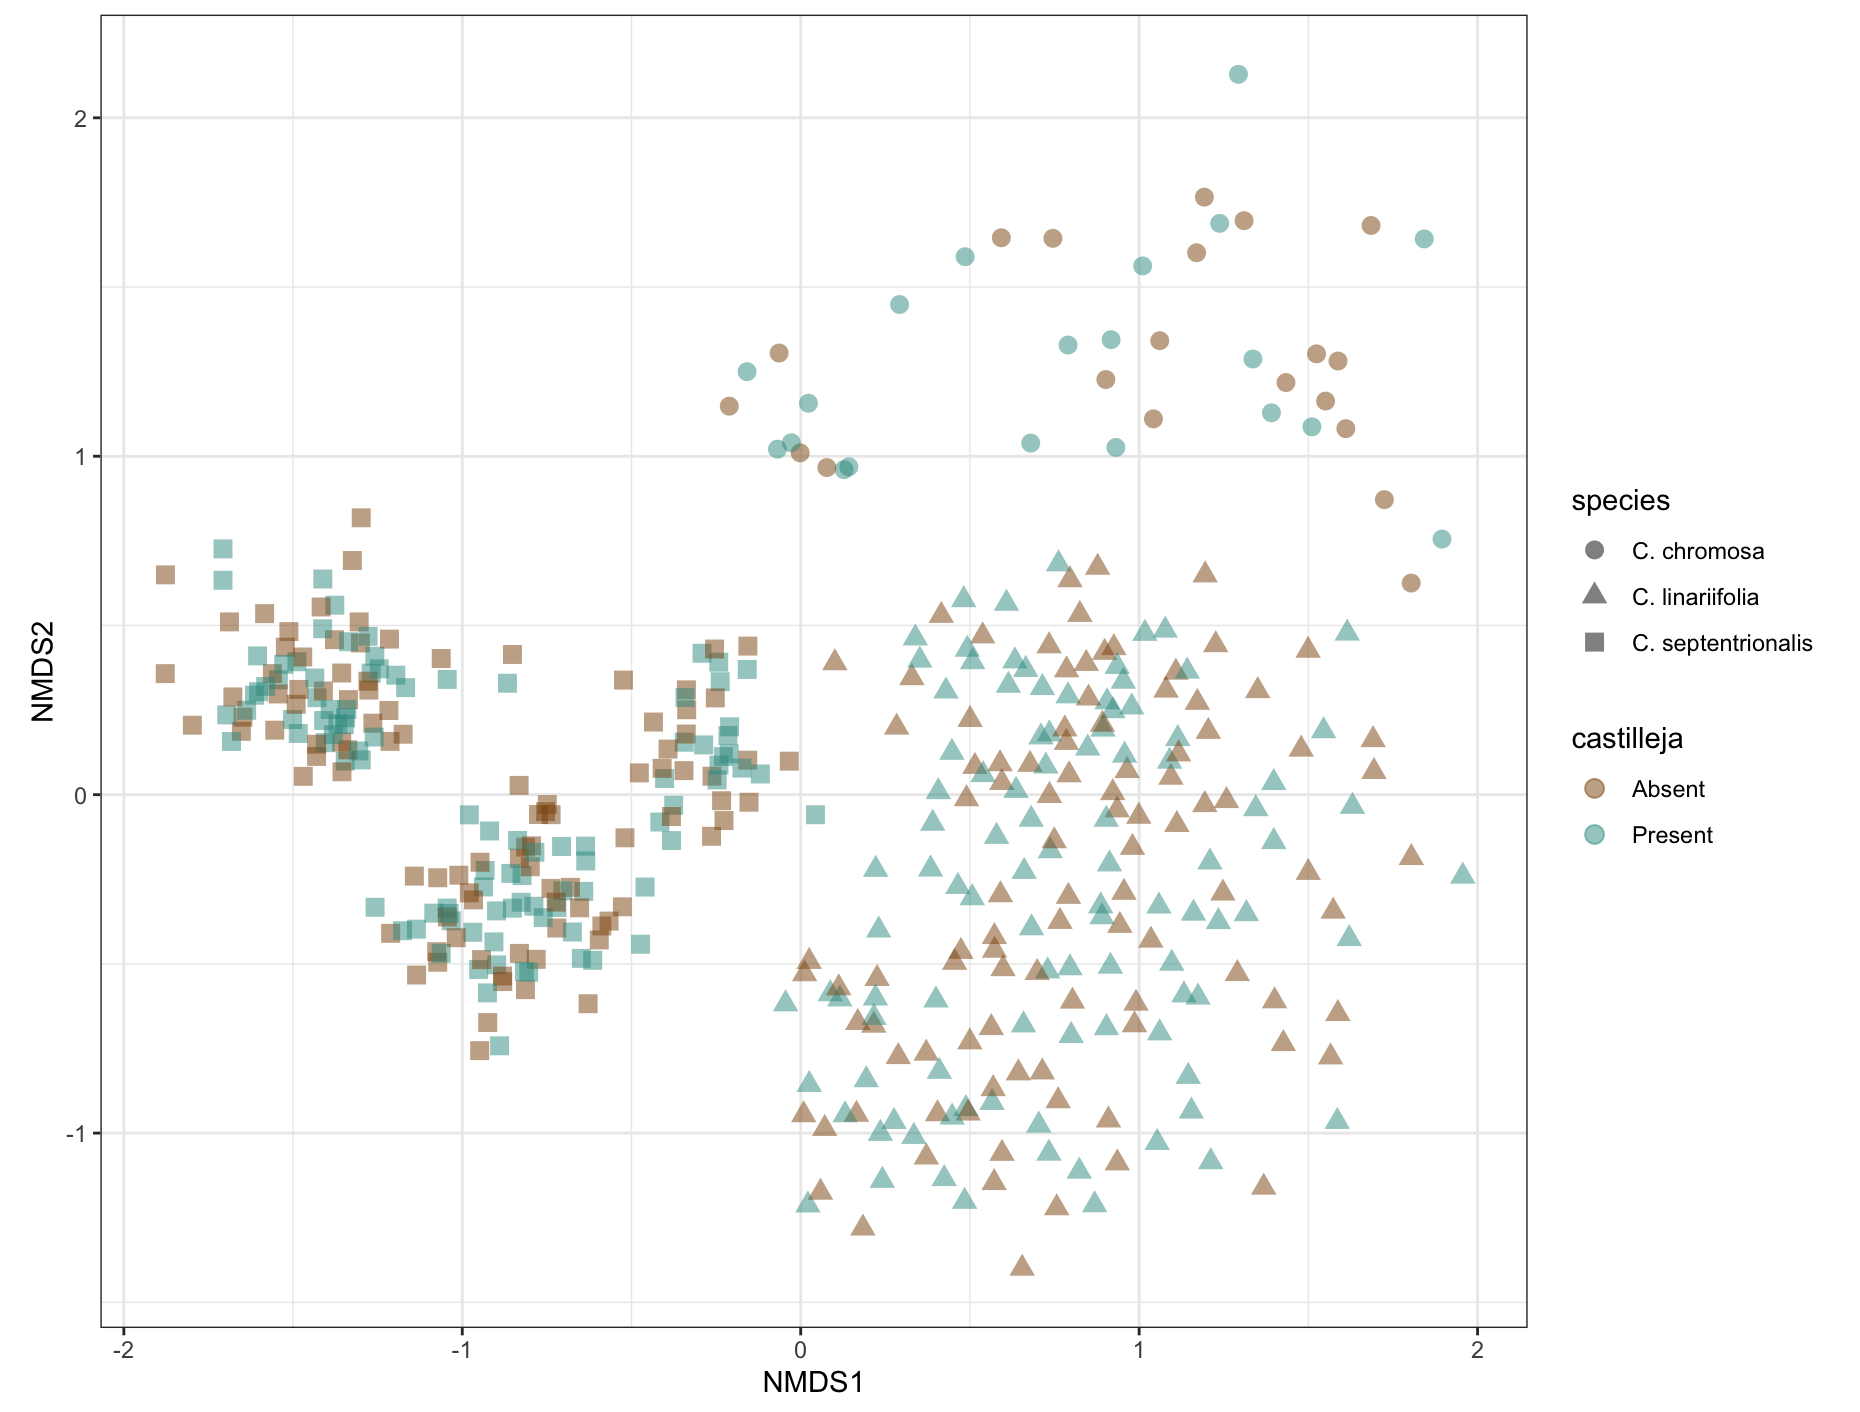 2
1
0
-1
NMDS2
-2
-1
0
1
2
NMDS1
species
C. chromosa
C. linariifolia
C. septentrionalis
castilleja
Absent
Present